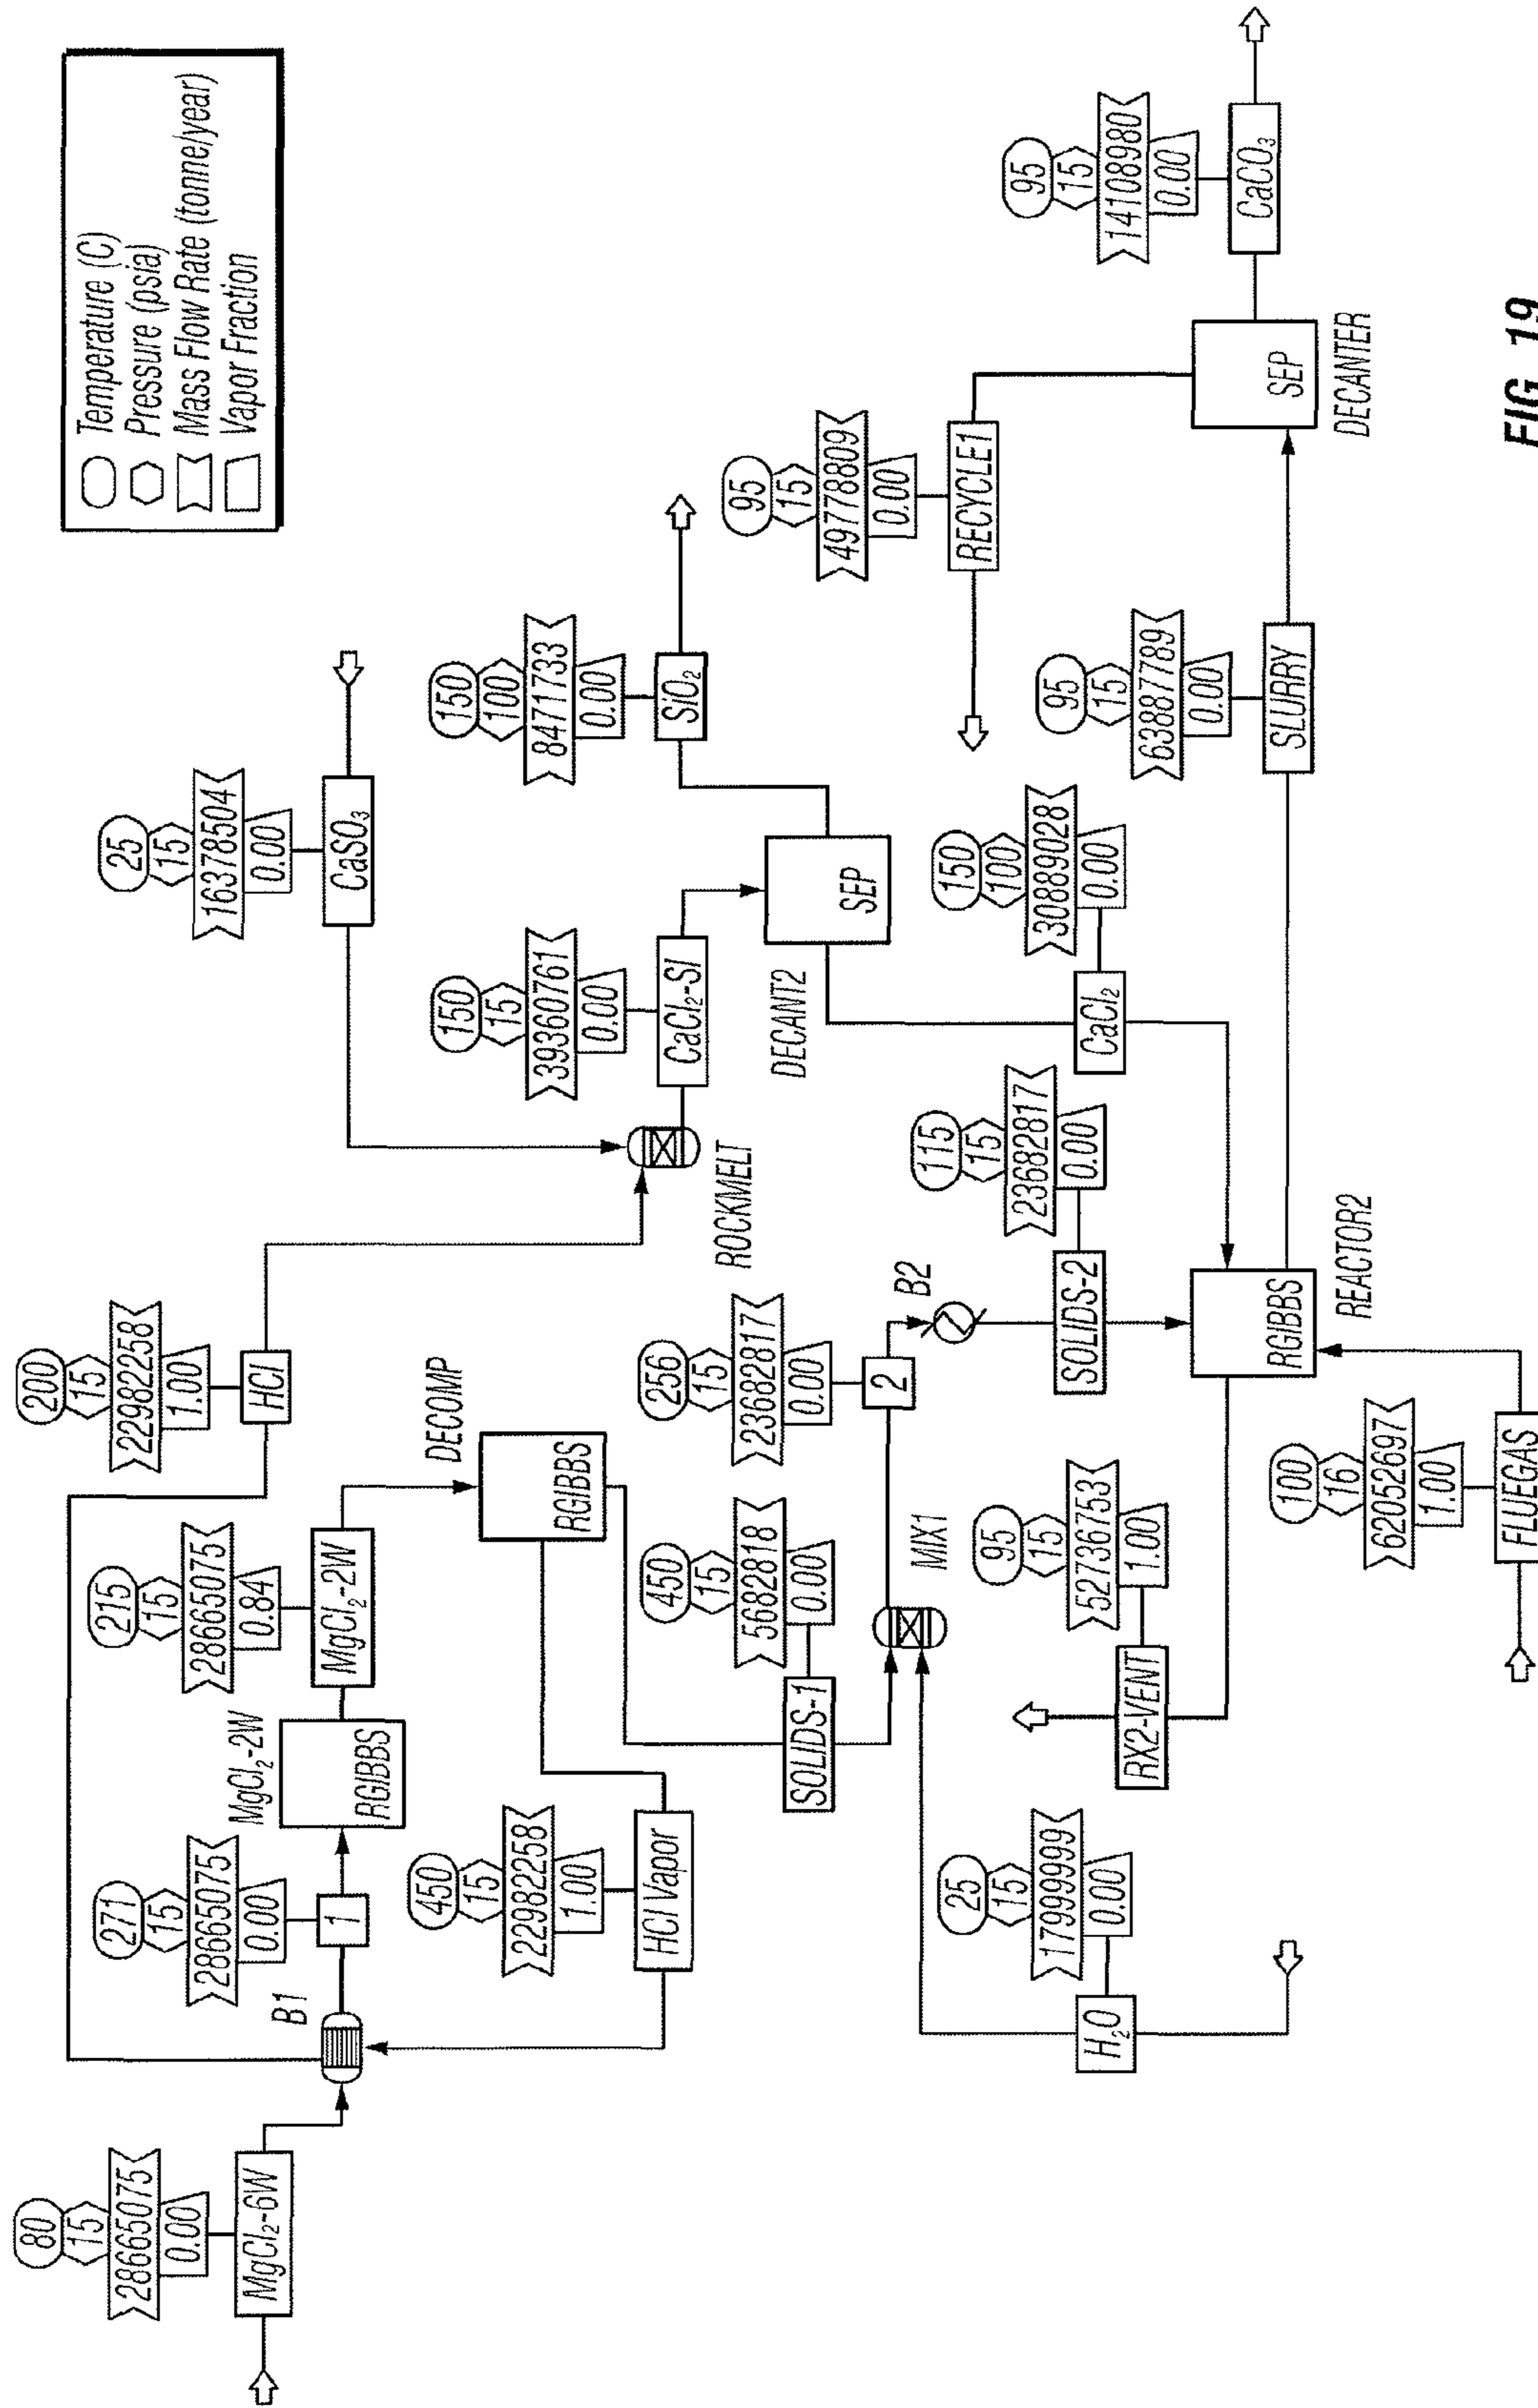 Temperature (C)
Pressure (psia)
Mass Flow Rate (tonne/year)
Vapor Fraction
80
15
28665075
0.00
MgCl₂-6W
B1
271
15
28665075
0.00
1
MgCl₂-2W
RGIBBS
215
15
28665075
0.84
MgCl₂-2W
200
15
22982258
1.00
HCl
DECOMP
RGIBBS
450
15
22982258
1.00
HCl Vapor
25
15
16378504
0.00
CaSO₃
ROCKMELT
150
15
39360761
0.00
CaCl₂-SI
DECANT2
SEP
150
100
8471733
0.00
SiO₂
450
15
5682818
0.00
SOLIDS-1
MIX1
256
15
23682817
0.00
2
B2
115
15
23682817
0.00
SOLIDS-2
150
100
30889028
0.00
CaCl₂
25
15
17999999
0.00
H₂O
95
15
52736753
1.00
RX2-VENT
RGIBBS
REACTOR2
100
16
62052697
1.00
FLUEGAS
95
15
63887789
0.00
SLURRY
95
15
49778809
0.00
RECYCLE1
SEP
DECANTER
95
15
14108980
0.00
CaCO₃
FIG. 19